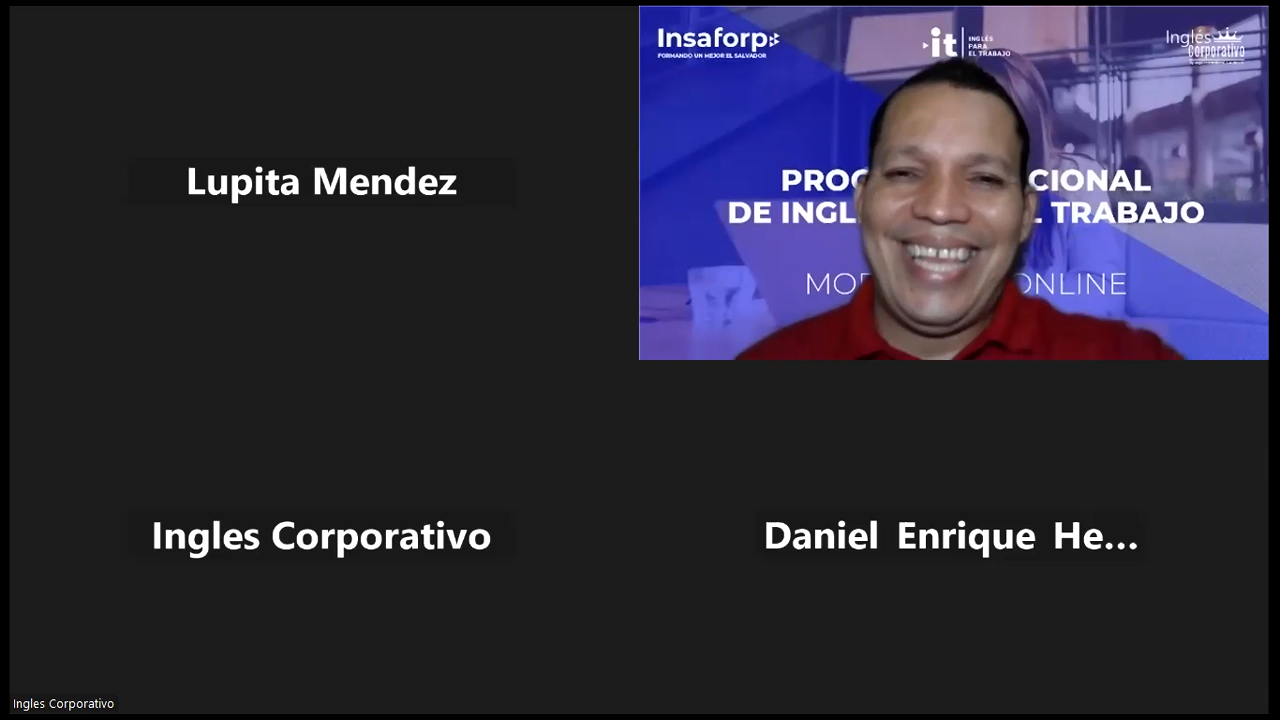 Insaforp
FORMANDO UN MEJOR EL SALVADOR
it
INGLÉS
PARA
EL TRABAJO
Inglés
Corporativo
Lupita Mendez
PROG CIONAL
DE INGL L TRABAJO
MOD ONLINE
Ingles Corporativo
Daniel Enrique He...
Ingles Corporativo